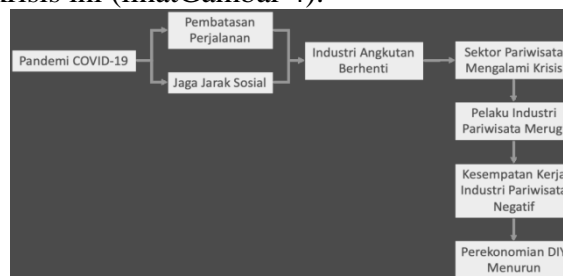 krisis ini (lihatGambar 4).
Pembatasan
Perjalanan
Pandemi COVID-19
Jaga Jarak Sosial
Industri Angkutan
Berhenti
Sektor Pariwisata
Mengalami Krisis
Pelaku Industri
Pariwisata Merug
Kesempatan Kerja
Industri Pariwisata
Negatif
Perekonomian DIY
Menurun